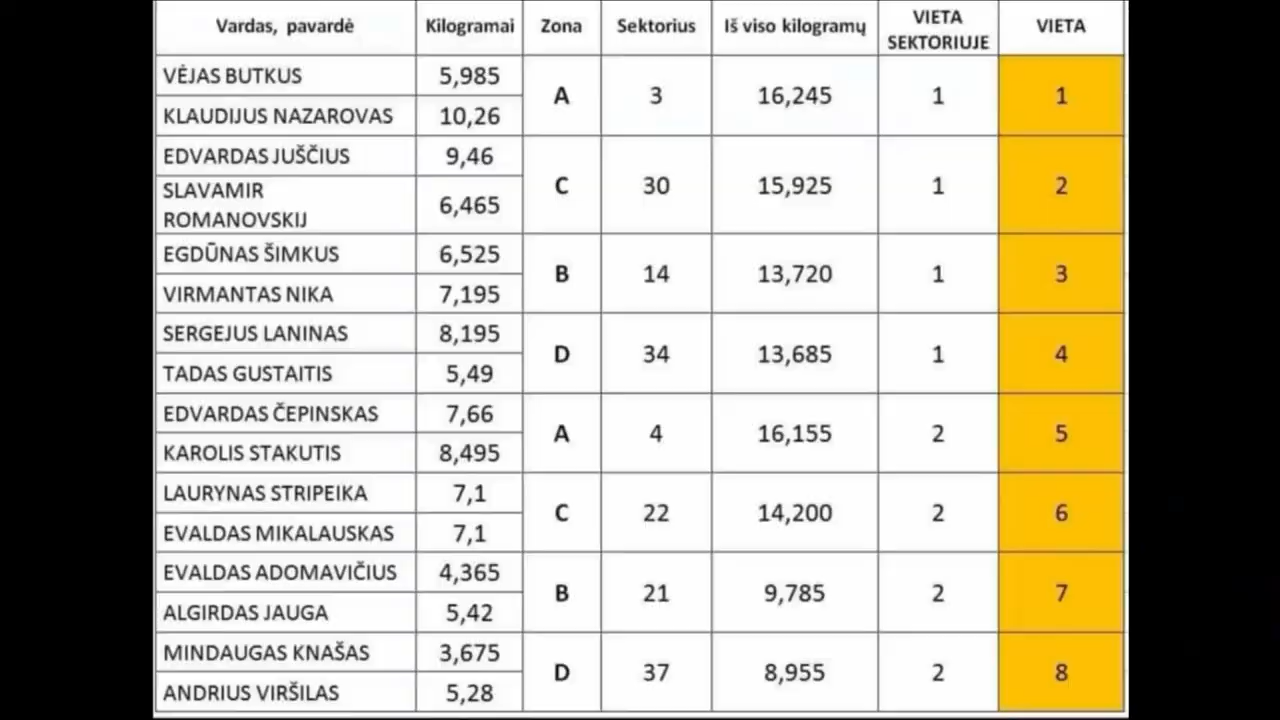 Vardas, pavardė Kilogramai Zona Sektorius Iš viso kilogramų VIETA SEKTORIUJE VIETA
VĖJAS BUTKUS 5,985 A 3 16,245 1 1
KLAUDIJUS NAZAROVAS 10,26
EDVARDAS JUŠČIUS 9,46 C 30 15,925 1 2
SLAVAMIR
ROMANOVSKIJ 6,465
EGDŪNAS ŠIMKUS 6,525 B 14 13,720 1 3
VIRMANTAS NIKA 7,195
SERGEJUS LANINAS 8,195 D 34 13,685 1 4
TADAS GUSTAITIS 5,49
EDVARDAS ČEPINSKAS 7,66 A 4 16,155 2 5
KAROLIS STAKUTIS 8,495
LAURYNAS STRIPEIKA 7,1 C 22 14,200 2 6
EVALDAS MIKALAUSKAS 7,1
EVALDAS ADOMAVIČIUS 4,365 B 21 9,785 2 7
ALGIRDAS JAUGA 5,42
MINDAUGAS KNAŠAS 3,675 D 37 8,955 2 8
ANDRIUS VIRŠILAS 5,28